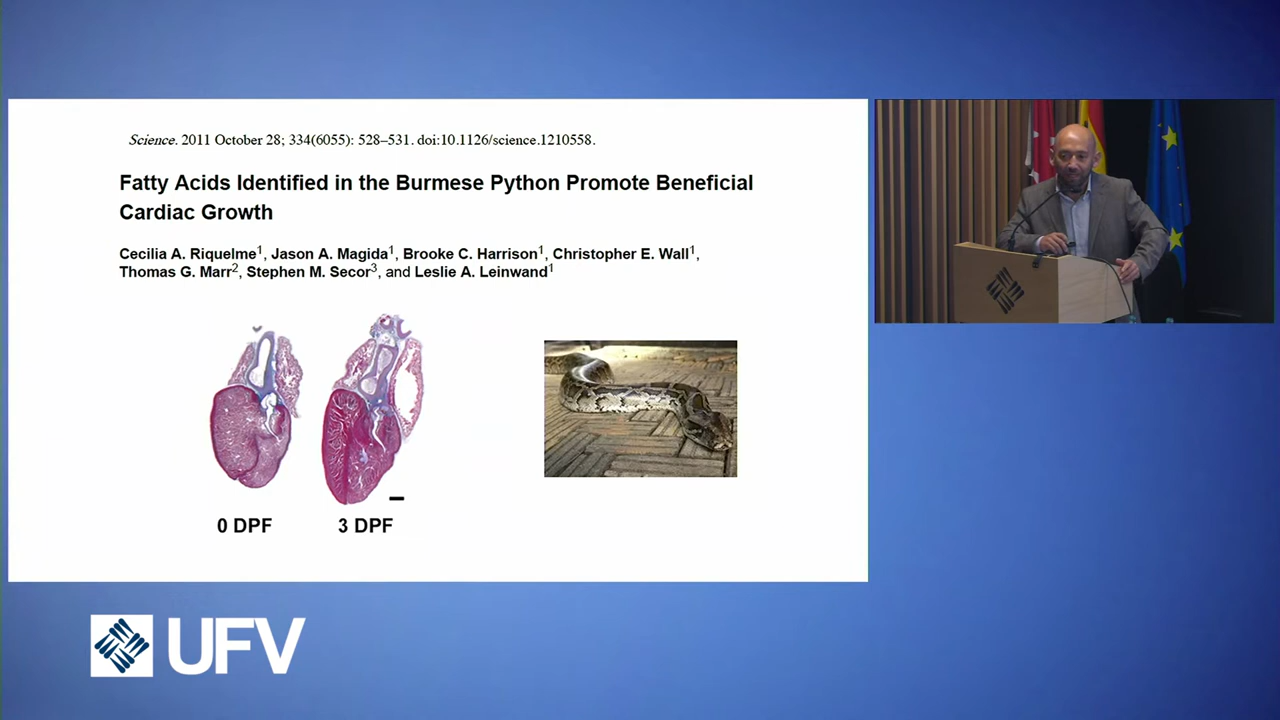 Science. 2011 October 28; 334(6055): 528–531. doi:10.1126/science.1210558.
Fatty Acids Identified in the Burmese Python Promote Beneficial
Cardiac Growth
Cecilia A. Riquelme1, Jason A. Magida1, Brooke C. Harrison1, Christopher E. Wall1,
Thomas G. Marr2, Stephen M. Secor3, and Leslie A. Leinwand1
0 DPF
3 DPF
UFV